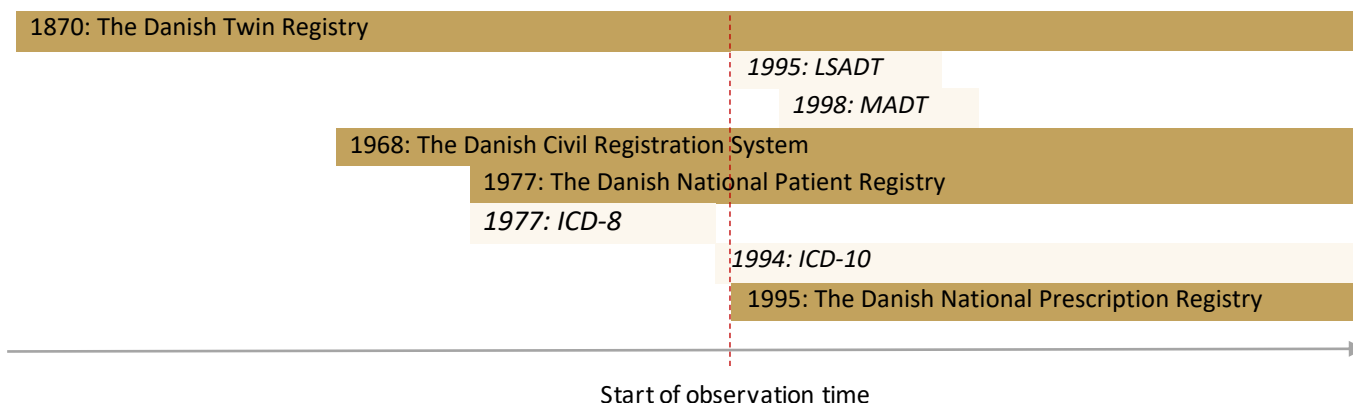 1870: The Danish Twin Registry
1995: LSADT
1998: MADT
1968: The Danish Civil Registration System
1977: The Danish National Patient Registry
1977: ICD-8
1994: ICD-10
1995: The Danish National Prescription Registry
Start of observation time